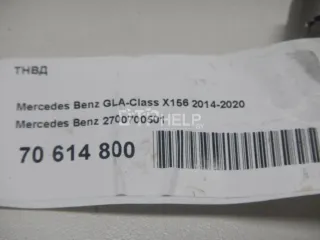 ТНВД
Mercedes Benz GLA-Class X156 2014-2020
Mercedes Benz 2700700501
70 614 800